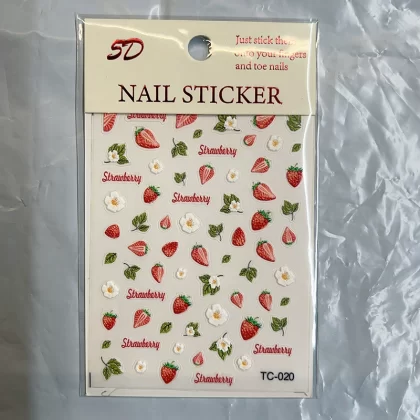 5D
Just stick them
onto your fingers
and toe nails
NAIL STICKER
Strawberry
Strawberry
Strawberry
Strawberry
Strawberry
Strawberry
Strawberry
Strawberry
Strawberry
TC-020